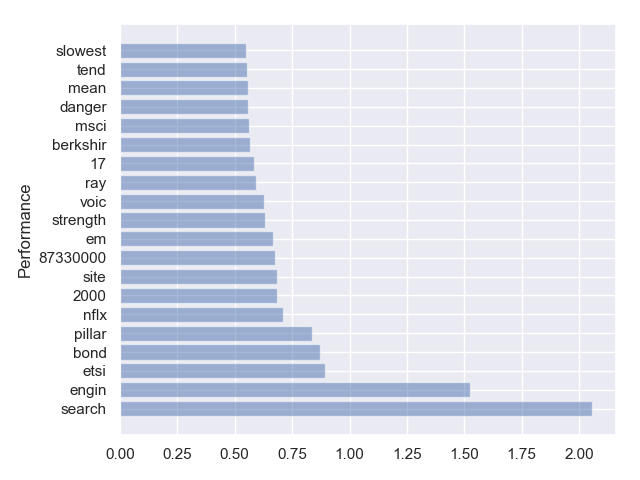 slowest
tend
mean
danger
msci
berkshir
17
ray
voic
strength
em
87330000
site
2000
nflx
pillar
bond
etsi
engin
search
Performance
0.00 0.25 0.50 0.75 1.00 1.25 1.50 1.75 2.00